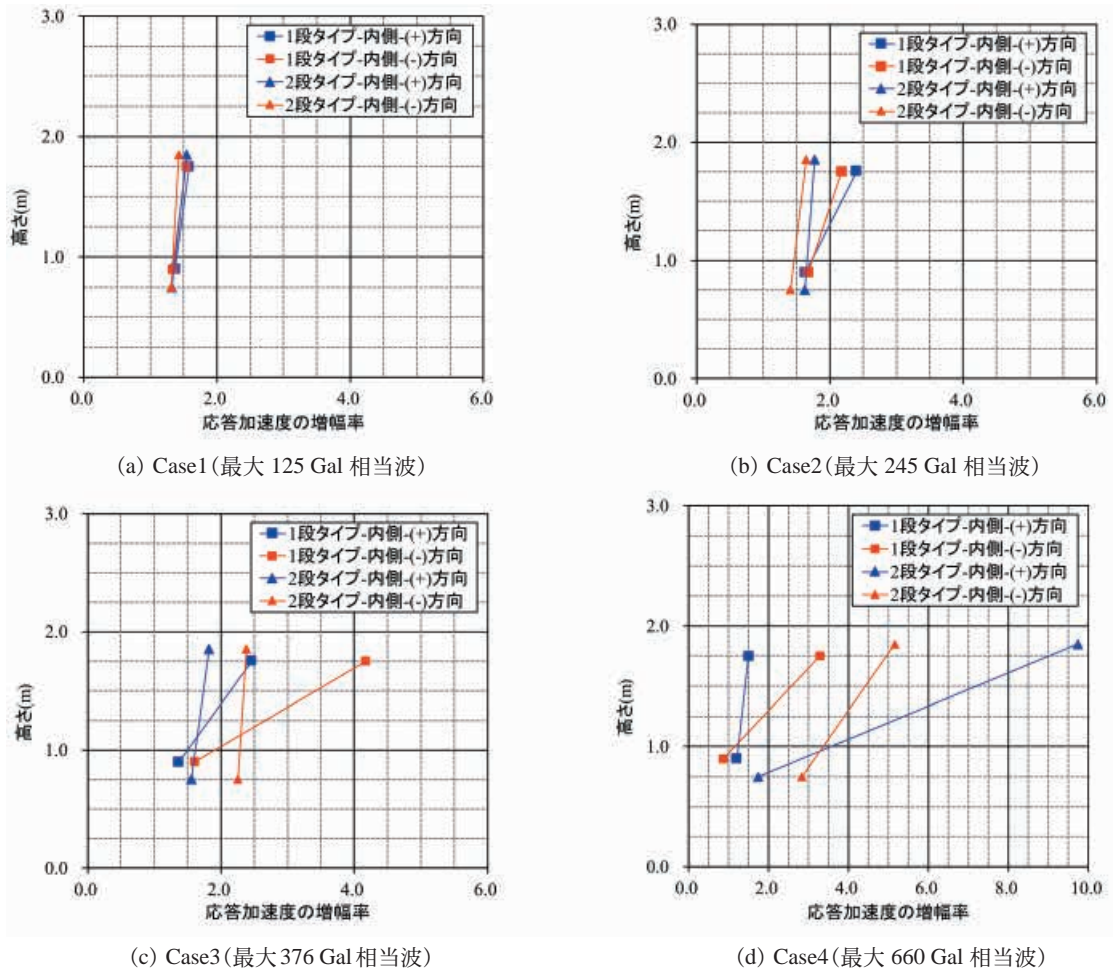 3.0
2.0
1.0
0.0
高さ(m)
1段タイプ-内側-(+)方向
1段タイプ-内側-(-)方向
2段タイプ-内側-(+)方向
2段タイプ-内側-(-)方向
0.0 2.0 4.0 6.0
応答加速度の増幅率
(a) Case1(最大 125 Gal 相当波)
3.0
2.0
1.0
0.0
高さ(m)
1段タイプ-内側-(+)方向
1段タイプ-内側-(-)方向
2段タイプ-内側-(+)方向
2段タイプ-内側-(-)方向
0.0 2.0 4.0 6.0
応答加速度の増幅率
(b) Case2(最大 245 Gal 相当波)
3.0
2.0
1.0
0.0
高さ(m)
1段タイプ-内側-(+)方向
1段タイプ-内側-(-)方向
2段タイプ-内側-(+)方向
2段タイプ-内側-(-)方向
0.0 2.0 4.0 6.0
応答加速度の増幅率
(c) Case3(最大 376 Gal 相当波)
3.0
2.0
1.0
0.0
高さ(m)
1段タイプ-内側-(+)方向
1段タイプ-内側-(-)方向
2段タイプ-内側-(+)方向
2段タイプ-内側-(-)方向
0.0 2.0 4.0 6.0 8.0 10.0
応答加速度の増幅率
(d) Case4(最大 660 Gal 相当波)